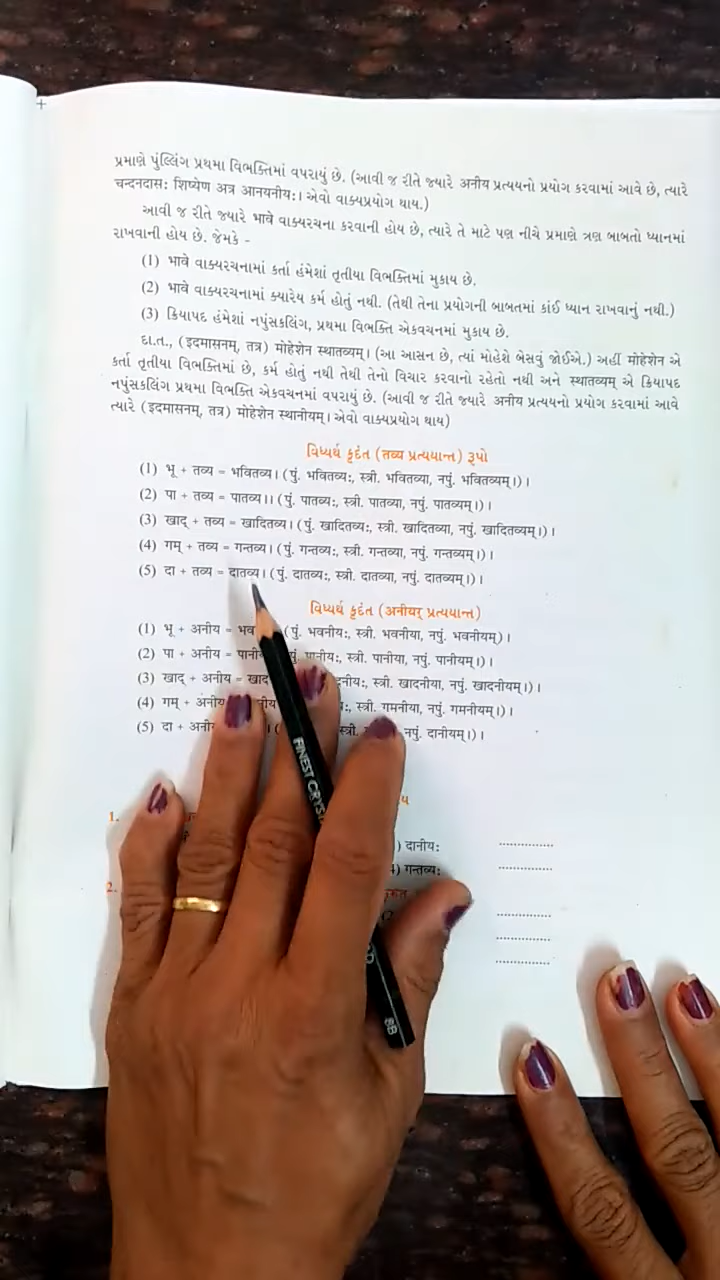 પ્રમાણે પુંલ્લિંગ પ્રથમા વિભક્તિમાં વપરાયું છે. (આવી જ રીતે જ્યારે અનીય પ્રત્યયનો પ્રયોગ કરવામાં આવે છે, ત્યારે
चन्दनदासः शिष्येण अत्र आनयनीयः। એવો વાક્યપ્રયોગ થાય.)
આવી જ રીતે જ્યારે ભાવે વાક્યરચના કરવાની હોય છે, ત્યારે તે માટે પણ નીચે પ્રમાણે ત્રણ બાબતો ધ્યાનમાં
રાખવાની હોય છે. જેમકે -
(1) ભાવે વાક્યરચનામાં કર્તા હંમેશાં તૃતીયા વિભક્તિમાં મુકાય છે.
(2) ભાવે વાક્યરચનામાં ક્યારેય કર્મ હોતું નથી. (તેથી તેના પ્રયોગની બાબતમાં કાંઈ ધ્યાન રાખવાનું નથી.)
(3) ક્રિયાપદ હંમેશાં નપુંસકલિંગ, પ્રથમા વિભક્તિ એકવચનમાં મુકાય છે.
દા.ત., (इदमासनम्, तत्र) मोहेशेन स्थातव्यम्। (આ આસન છે, ત્યાં મોહેશે બેસવું જોઈએ.) અહીં मोहेशेन એ
કર્તા તૃતીયા વિભક્તિમાં છે, કર્મ હોતું નથી તેથી તેનો વિચાર કરવાનો રહેતો નથી અને स्थातव्यम् એ ક્રિયાપદ
નપુંસકલિંગ પ્રથમા વિભક્તિ એકવચનમાં વપરાયું છે. (આવી જ રીતે જ્યારે અનીય પ્રત્યયનો પ્રયોગ કરવામાં આવે
ત્યારે (इदमासनम्, तत्र) मोहेशेन स्थानीयम्। એવો વાક્યપ્રયોગ થાય)
વિધ્યર્થ કૃદંત (तव्य પ્રત્યયાન્ત) રૂપો
(1) भू + तव्य = भवितव्य। (पुं. भवितव्यः, स्त्री. भवितव्या, नपुं. भवितव्यम्।)।
(2) पा + तव्य = पातव्य।। (पुं. पातव्यः, स्त्री. पातव्या, नपुं. पातव्यम्।)।
(3) खाद् + तव्य = खादितव्य। (पुं. खादितव्यः, स्त्री. खादितव्या, नपुं. खादितव्यम्।)।
(4) गम् + तव्य = गन्तव्य। (पुं. गन्तव्यः, स्त्री. गन्तव्या, नपुं. गन्तव्यम्।)।
(5) दा + तव्य = दातव्य। (पुं. दातव्यः, स्त्री. दातव्या, नपुं. दातव्यम्।)।
વિધ્યર્થ કૃદંત (अनीयर् પ્રત્યયાન્ત)
(1) भू + अनीय = (पुं. भवनीयः, स्त्री. भवनीया, नपुं. भवनीयम्)।
(2) पा + अनीय = स्त्री. पानीया, नपुं. पानीयम्।)।
(3) खाद् + अनीय = स्त्री. खादनीया, नपुं. खादनीयम्।)।
(4) गम् + स्त्री. गमनीया, नपुं. गमनीयम्।)।
(5) दा + स्त्री. नपुं. दानीयम्।)।
1.
) दानीयः ...............
) गन्तव्यः ...............
2.
...............
...............
...............
FINEST
8B